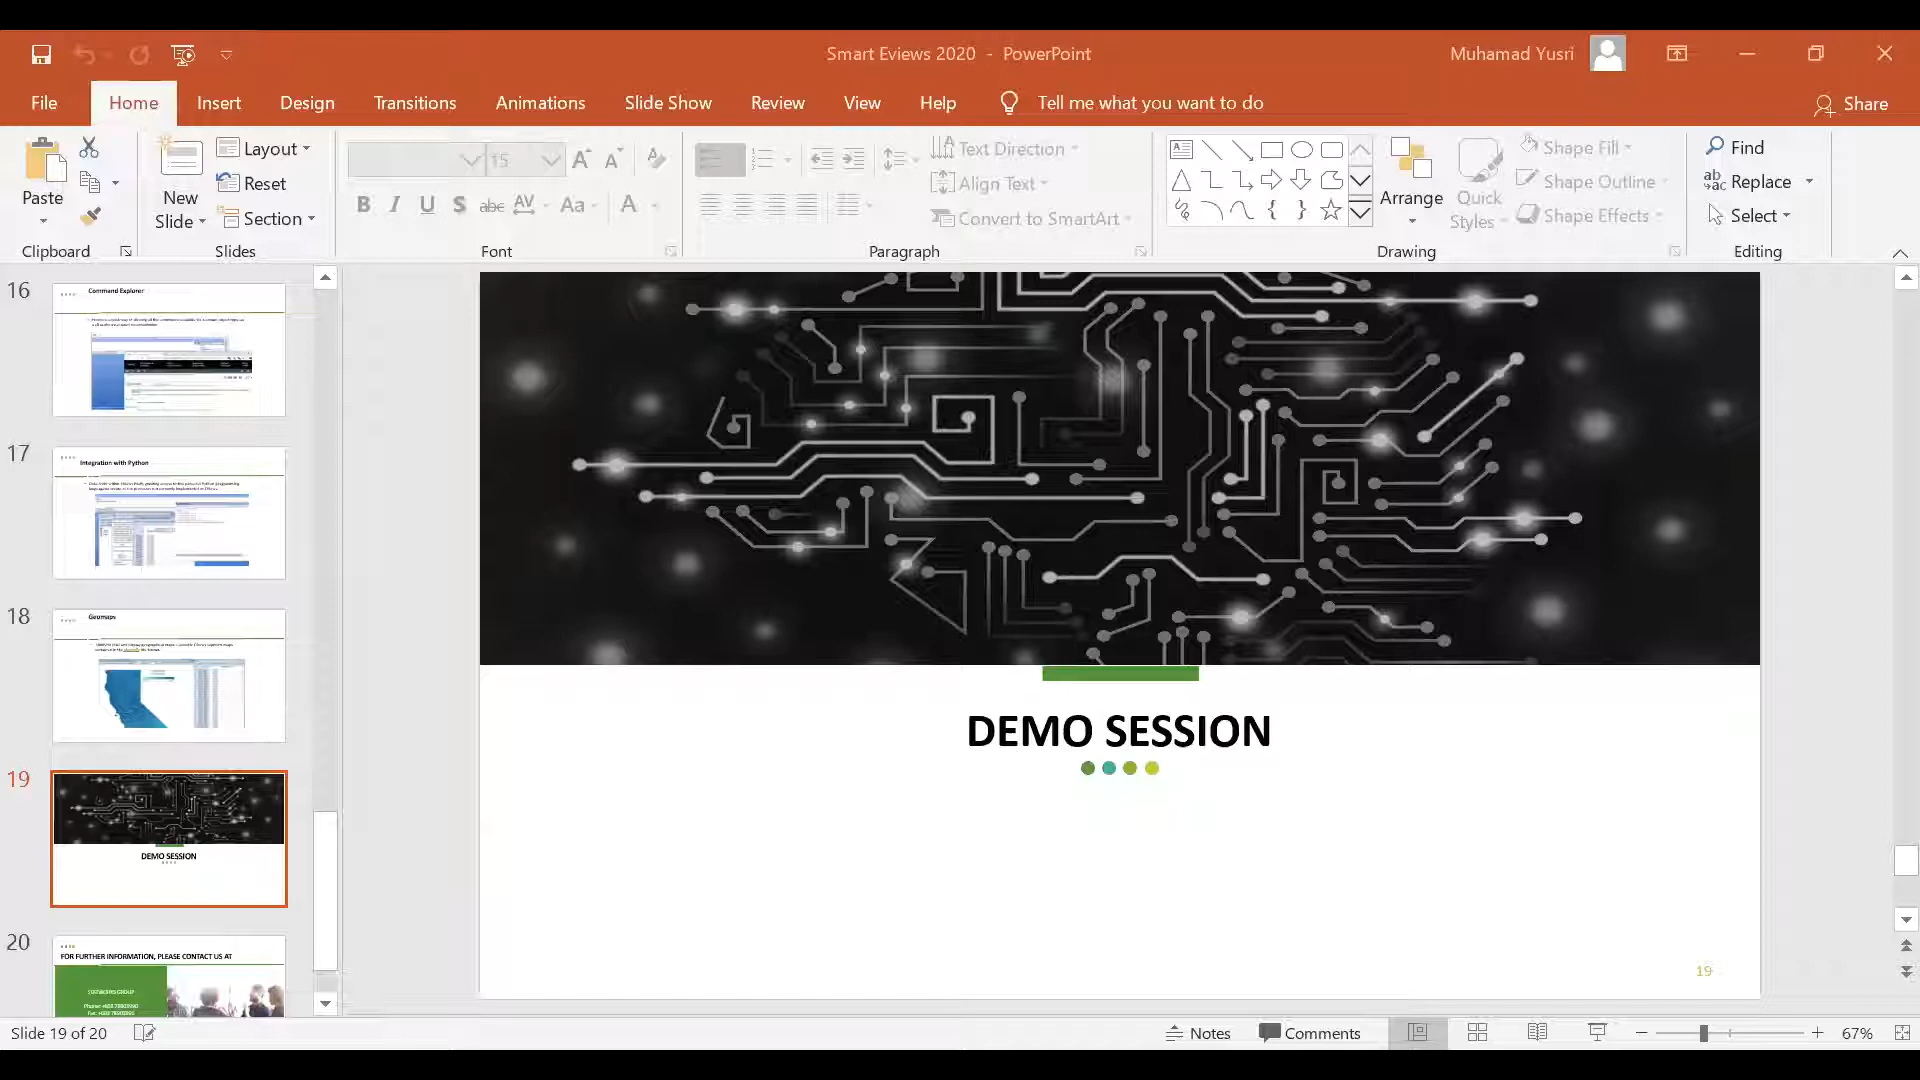 Smart Eviews 2020 - PowerPoint
Muhamad Yusri
File Home Insert Design Transitions Animations Slide Show Review View Help Tell me what you want to do Share
Paste
Clipboard
New Slide
Layout
Reset
Section
Slides
15
B I U S abc AV Aa A
Font
Text Direction
Align Text
Convert to SmartArt
Paragraph
Arrange
Quick Styles
Shape Fill
Shape Outline
Shape Effects
Drawing
Find
Replace
Select
Editing
16
Command Explorer
17
Integration with Python
18
Geomaps
19
DEMO SESSION
20
FOR FURTHER INFORMATION, PLEASE CONTACT US AT
DEMO SESSION
19
Slide 19 of 20
Notes
Comments
67%